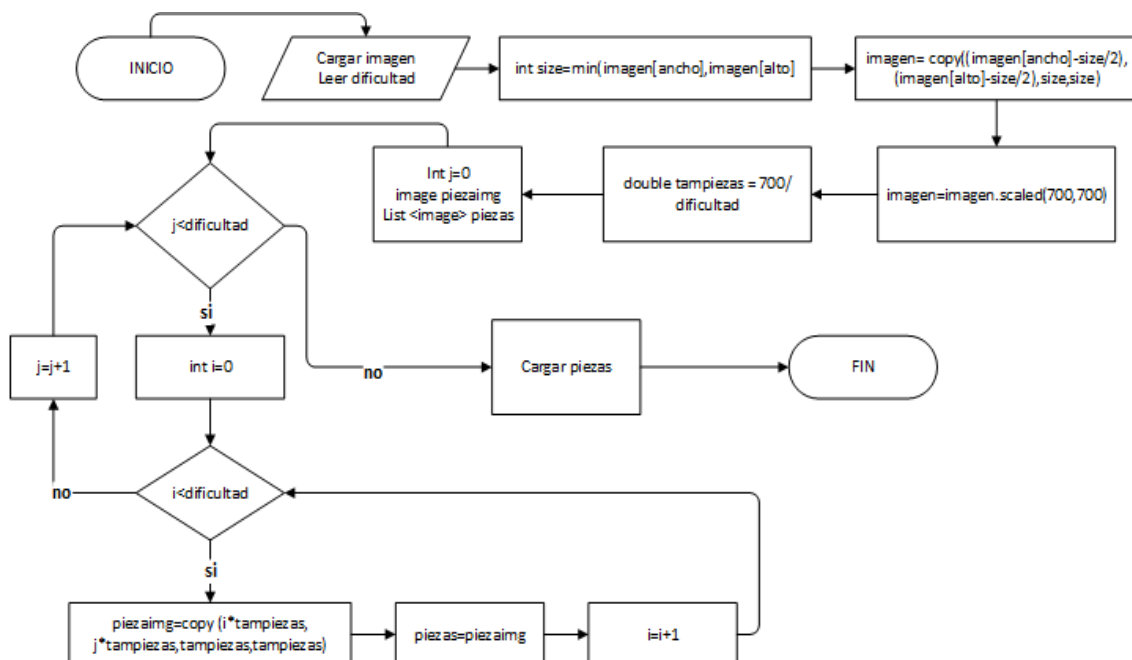 INICIO
Cargar imagen
Leer dificultad
int size=min(imagen[ancho],imagen[alto]
imagen= copy((imagen[ancho]-size/2),
(imagen[alto]-size/2),size,size)
imagen=imagen.scaled(700,700)
double tampiezas = 700/
dificultad
Int j=0
image piezaimg
List <image> piezas
j<dificultad
si
no
j=j+1
int i=0
Cargar piezas
FIN
i<dificultad
no
si
piezaimg=copy (i*tampiezas,
j*tampiezas,tampiezas,tampiezas)
piezas=piezaimg
i=i+1